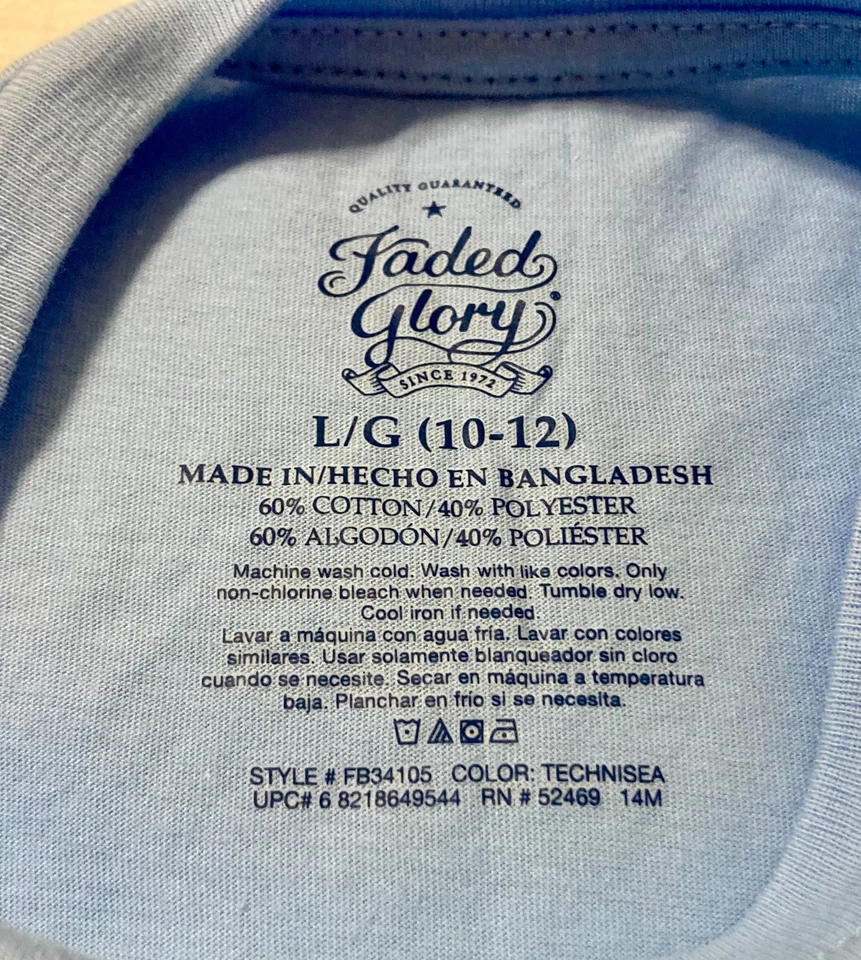 QUALITY GUARANTEED
Faded
Glory®
SINCE 1972
L/G (10-12)
MADE IN/HECHO EN BANGLADESH
60% COTTON/40% POLYESTER
60% ALGODÓN/40% POLIÉSTER
Machine wash cold. Wash with like colors. Only
non-chlorine bleach when needed. Tumble dry low.
Cool iron if needed.
Lavar a máquina con agua fría. Lavar con colores
similares. Usar solamente blanqueador sin cloro
cuando se necesite. Secar en máquina a temperatura
baja. Planchar en frio si se necesita.
STYLE # FB34105 COLOR: TECHNISEA
UPC# 6 8218649544 RN # 52469 14M